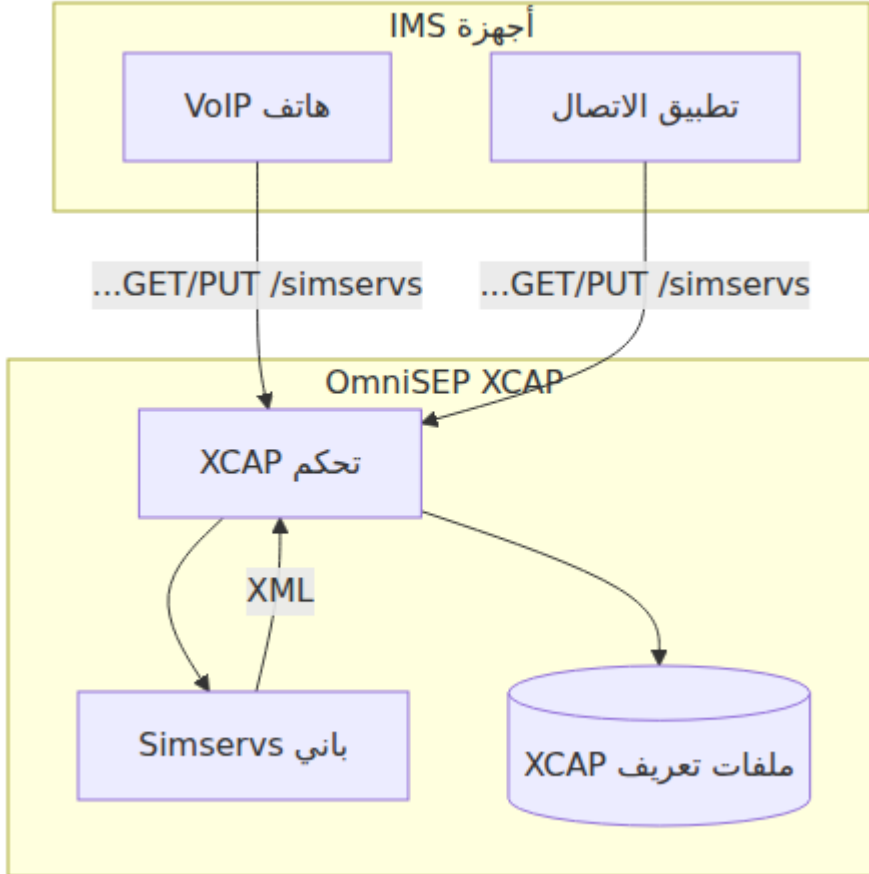 أجهزة IMS
هاتف VoIP
تطبيق الاتصال
GET/PUT /simservs...
GET/PUT /simservs...
OmniSEP XCAP
تحكم XCAP
XML
باني Simservs
ملفات تعريف XCAP